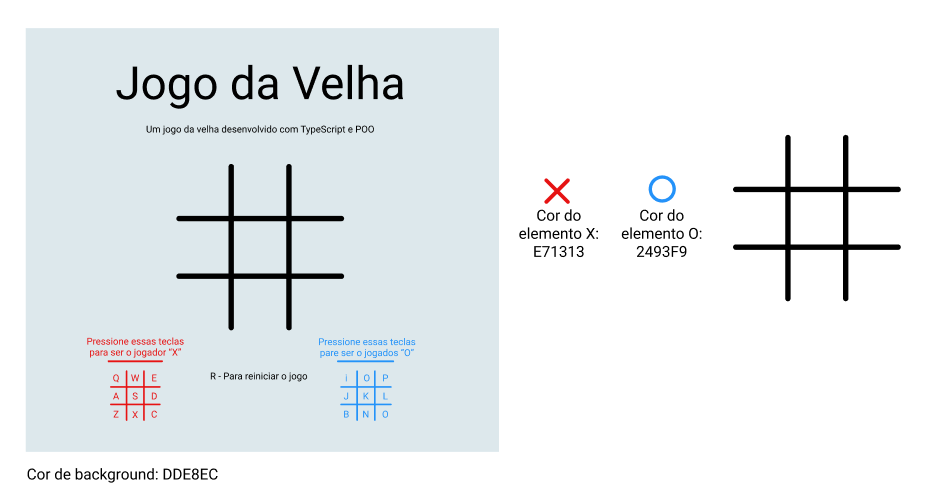 Jogo da Velha
Um jogo da velha desenvolvido com TypeScript e POO
Pressione essas teclas
para ser o jogador "X"
Q W E
A S D
Z X C
R - Para reiniciar o jogo
Pressione essas teclas
pare ser o jogados "O"
i O P
J K L
B N O
Cor do
elemento X:
E71313
Cor do
elemento O:
2493F9
Cor de background: DDE8EC